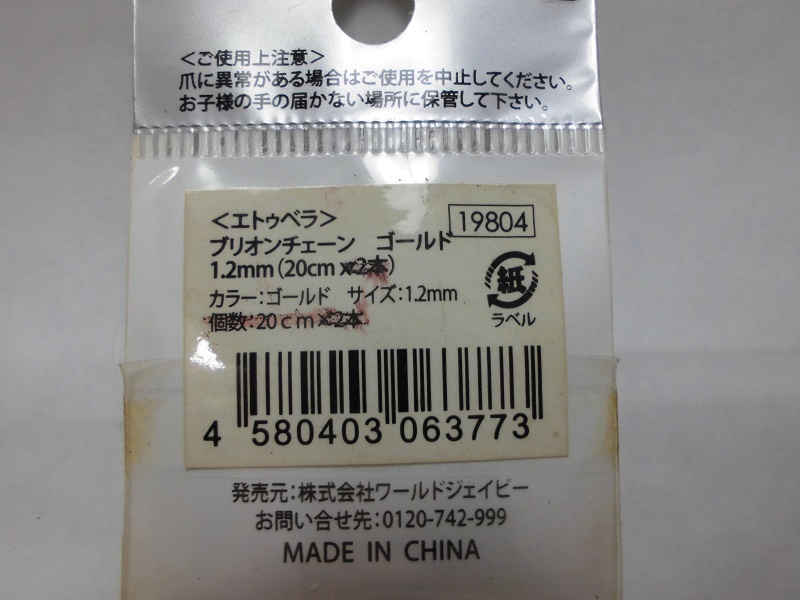 <ご使用上注意>
爪に異常がある場合はご使用を中止してください。
お子様の手の届かない場所に保管して下さい。
<エトゥベラ>
19804
ブリオンチェーン ゴールド
1.2mm(20cm×2本)
カラー:ゴールド サイズ:1.2mm
個数:20cm×2本
紙
ラベル
4 580403 063773
発売元:株式会社ワールドジェイビー
お問い合せ先:0120-742-999
MADE IN CHINA